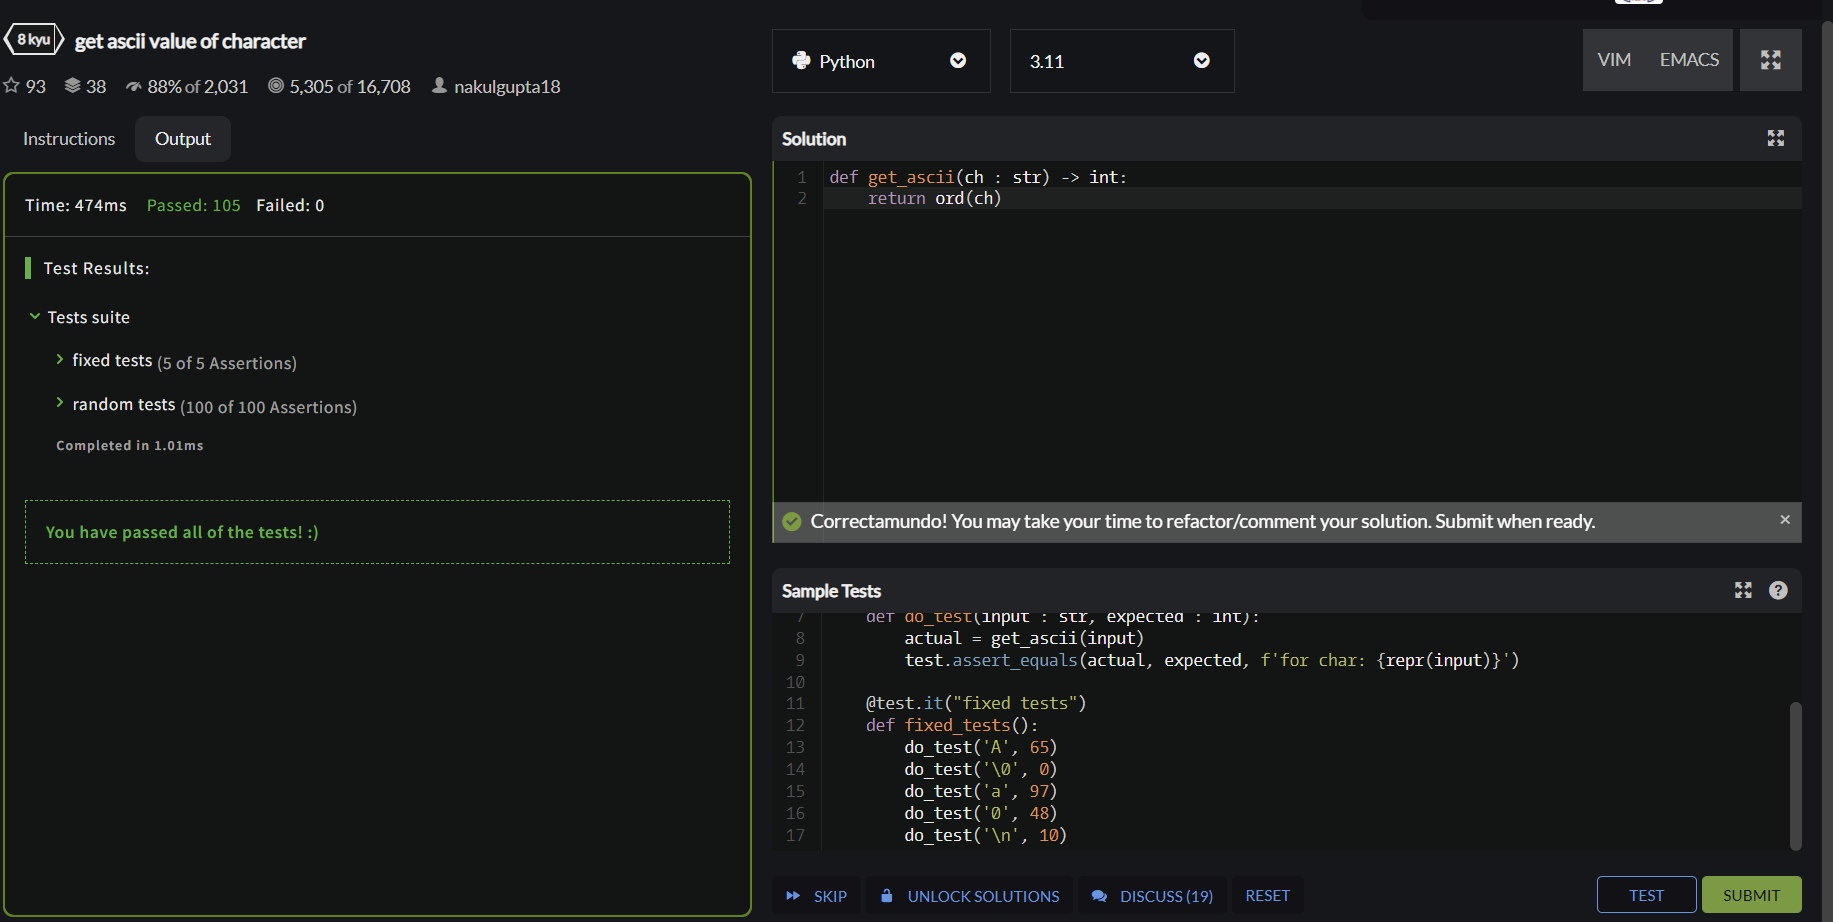 8 kyu get ascii value of character
93 38 88% of 2,031 5,305 of 16,708 nakulgupta18
Instructions Output
Time: 474ms Passed: 105 Failed: 0
Test Results:
Tests suite
fixed tests (5 of 5 Assertions)
random tests (100 of 100 Assertions)
Completed in 1.01ms
You have passed all of the tests! :)
Python 3.11 VIM EMACS
Solution
1 def get_ascii(ch : str) -> int:
2     return ord(ch)
Correctamundo! You may take your time to refactor/comment your solution. Submit when ready. ×
Sample Tests ?
7     def do_test(input : str, expected : int):
8         actual = get_ascii(input)
9         test.assert_equals(actual, expected, f'for char: {repr(input)}')
10
11     @test.it("fixed tests")
12     def fixed_tests():
13         do_test('A', 65)
14         do_test('\0', 0)
15         do_test('a', 97)
16         do_test('0', 48)
17         do_test('\n', 10)
SKIP UNLOCK SOLUTIONS DISCUSS (19) RESET TEST SUBMIT